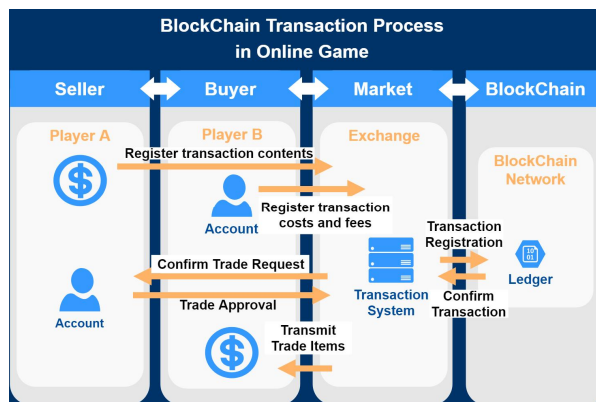 BlockChain Transaction Process
in Online Game
Seller
Buyer
Market
BlockChain
Player A
Player B
Exchange
BlockChain
Network
Register transaction contents
Account
Register transaction
costs and fees
Transaction
Registration
10
01
Ledger
Confirm Trade Request
Trade Approval
Account
Transaction
System
Confirm
Transaction
Transmit
Trade Items
$
$